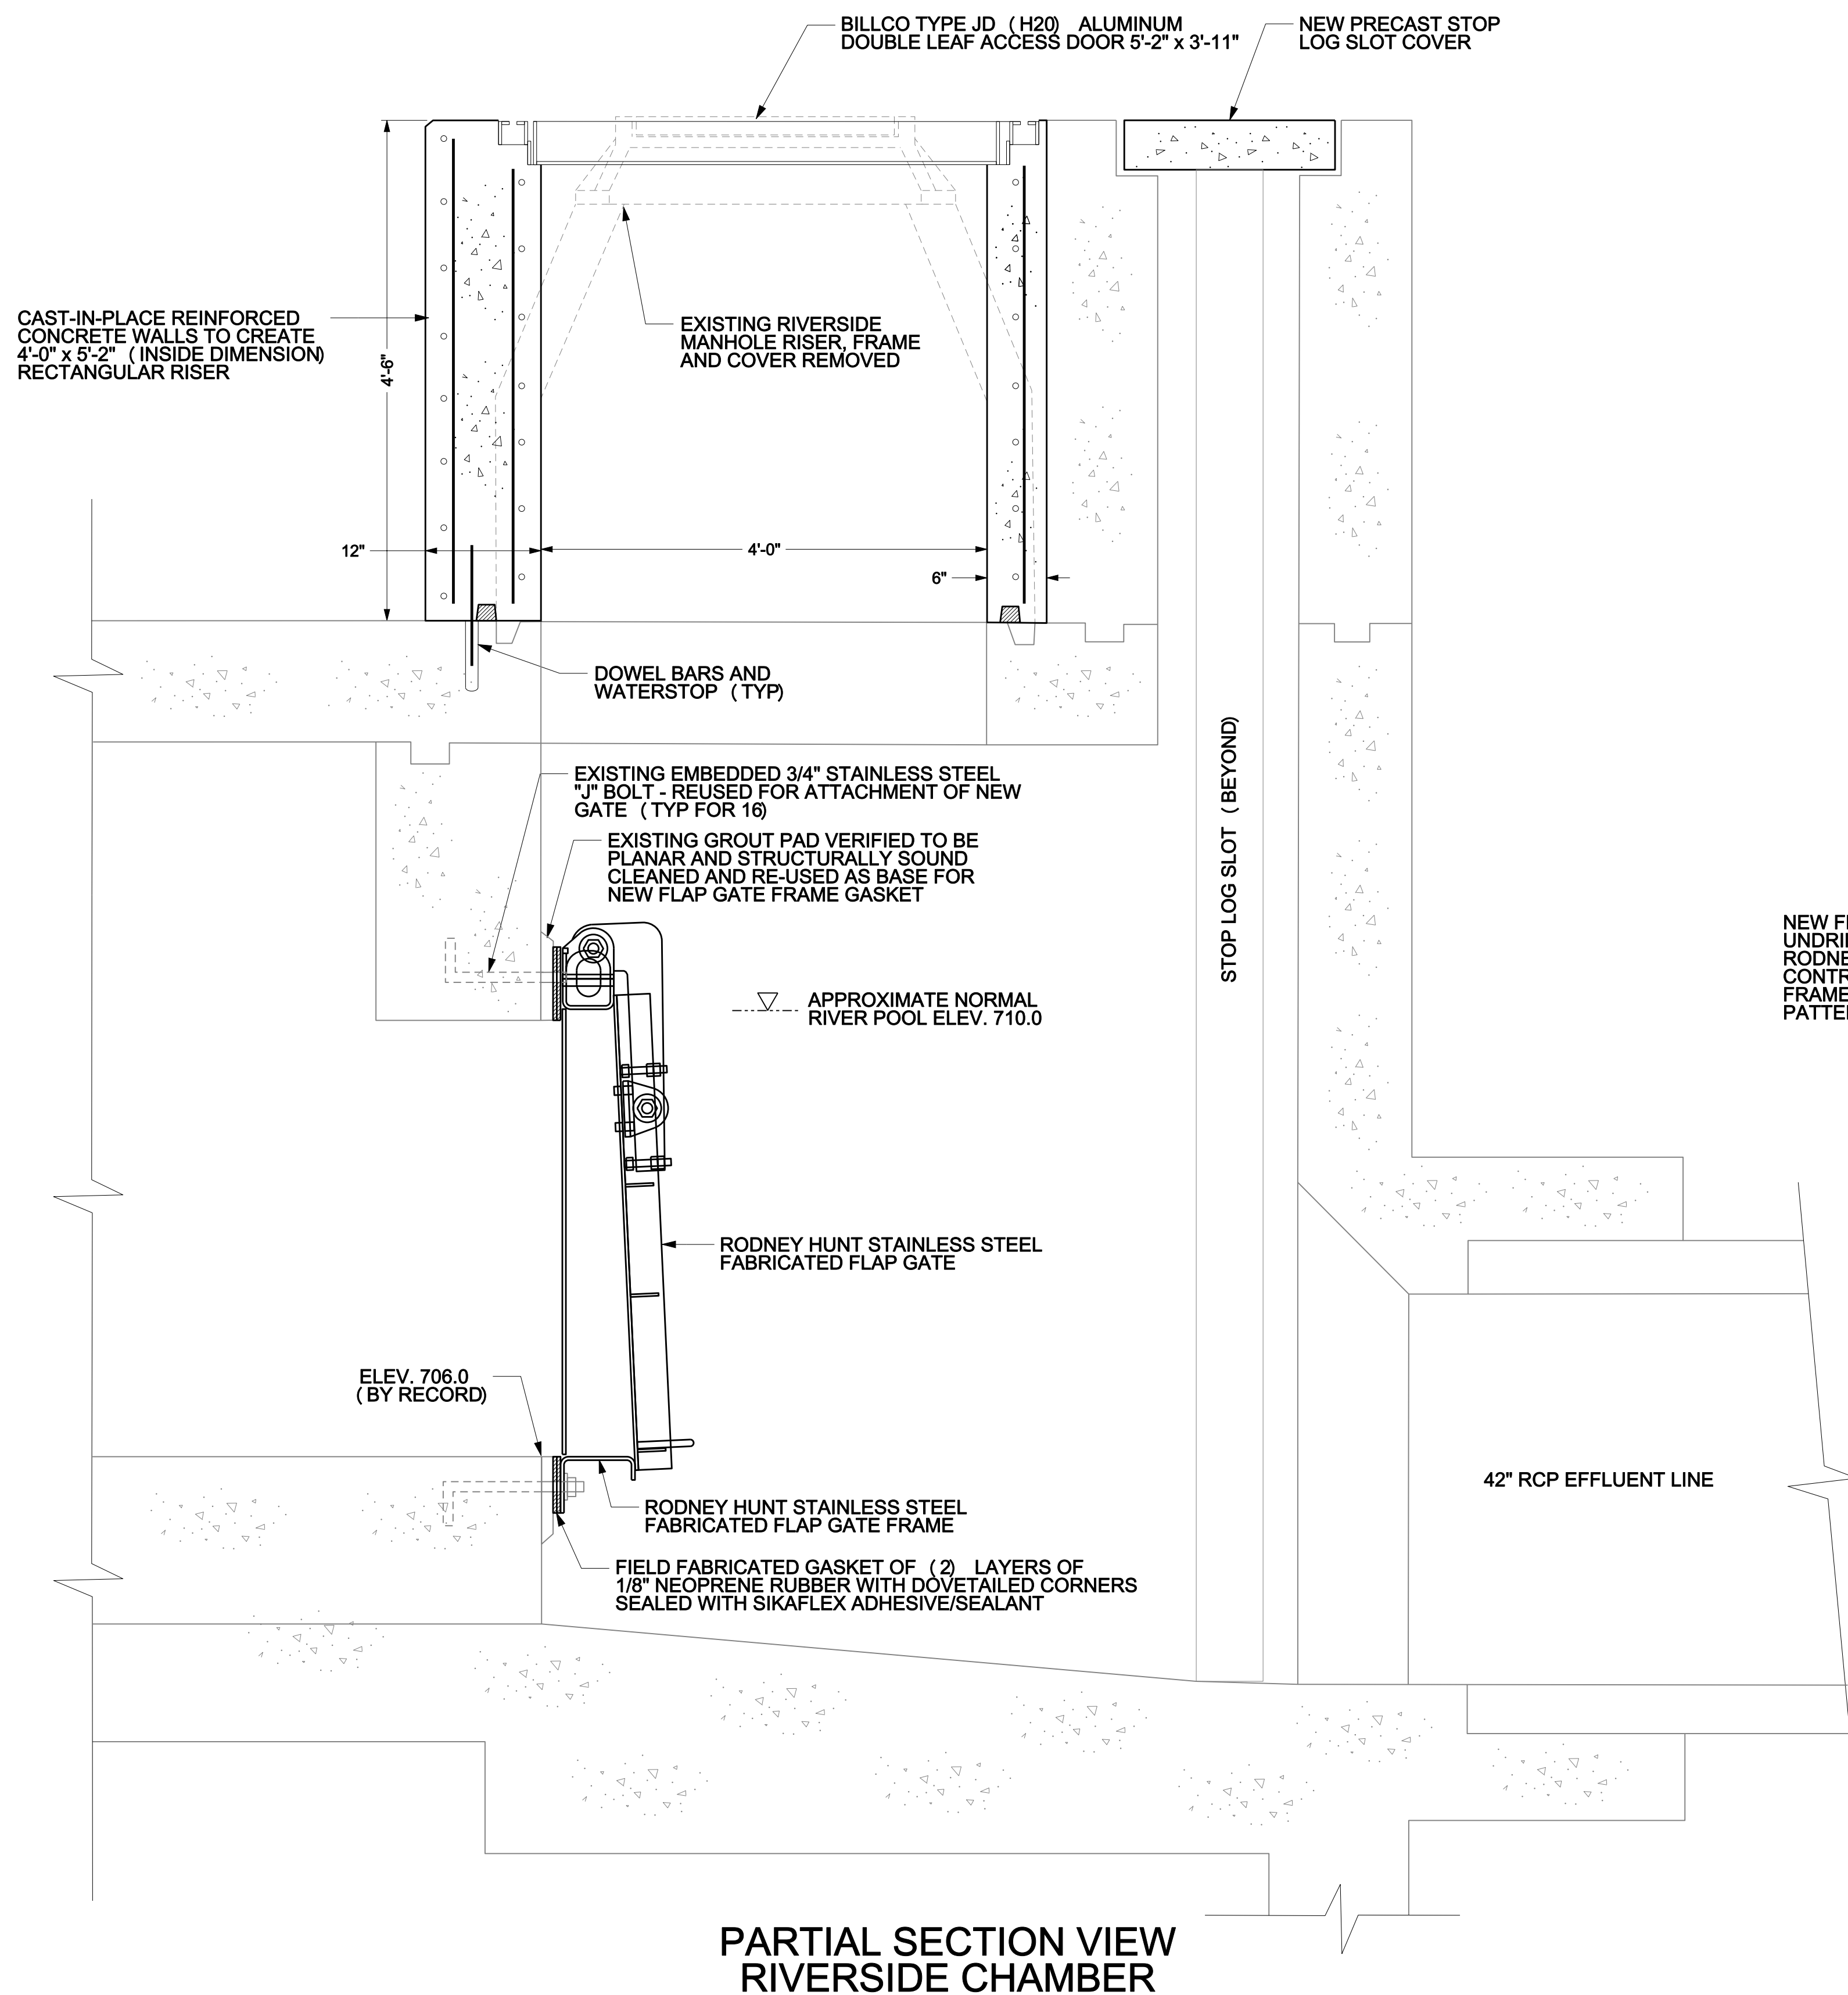 BILLCO TYPE JD (H20) ALUMINUM
DOUBLE LEAF ACCESS DOOR 5'-2" x 3'-11"
NEW PRECAST STOP
LOG SLOT COVER
CAST-IN-PLACE REINFORCED
CONCRETE WALLS TO CREATE
4'-0" x 5'-2" (INSIDE DIMENSION)
RECTANGULAR RISER
4'-6"
EXISTING RIVERSIDE
MANHOLE RISER, FRAME
AND COVER REMOVED
12"
4'-0"
6"
DOWEL BARS AND
WATERSTOP (TYP)
STOP LOG SLOT (BEYOND)
EXISTING EMBEDDED 3/4" STAINLESS STEEL
"J" BOLT - REUSED FOR ATTACHMENT OF NEW
GATE (TYP FOR 16)
EXISTING GROUT PAD VERIFIED TO BE
PLANAR AND STRUCTURALLY SOUND
CLEANED AND RE-USED AS BASE FOR
NEW FLAP GATE FRAME GASKET
APPROXIMATE NORMAL
RIVER POOL ELEV. 710.0
NEW F
UNDRI
RODNE
CONTR
FRAME
PATTE
RODNEY HUNT STAINLESS STEEL
FABRICATED FLAP GATE
ELEV. 706.0
(BY RECORD)
42" RCP EFFLUENT LINE
RODNEY HUNT STAINLESS STEEL
FABRICATED FLAP GATE FRAME
FIELD FABRICATED GASKET OF (2) LAYERS OF
1/8" NEOPRENE RUBBER WITH DOVETAILED CORNERS
SEALED WITH SIKAFLEX ADHESIVE/SEALANT
PARTIAL SECTION VIEW
RIVERSIDE CHAMBER